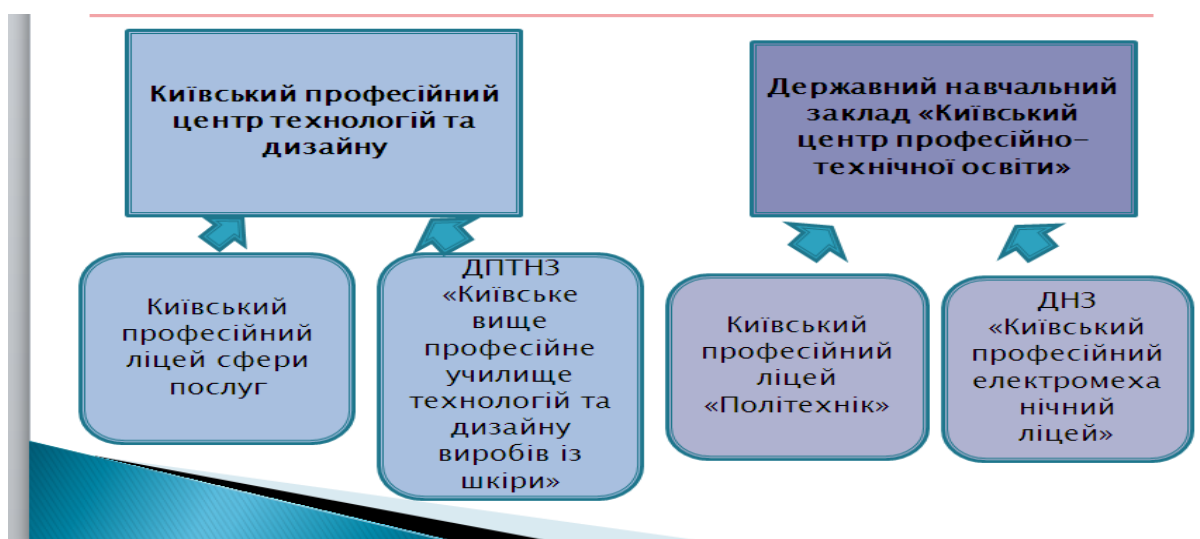 Київський професійний
центр технологій та
дизайну
Державний навчальний
заклад «Київський
центр професійно-
технічної освіти»
Київський
професійний
ліцей сфери
послуг
ДПТНЗ
«Київське
вище
професійне
училище
технологій та
дизайну
виробів із
шкіри»
Київський
професійний
ліцей
«Політехнік»
ДНЗ
«Київський
професійний
електромеха
нічний
ліцей»